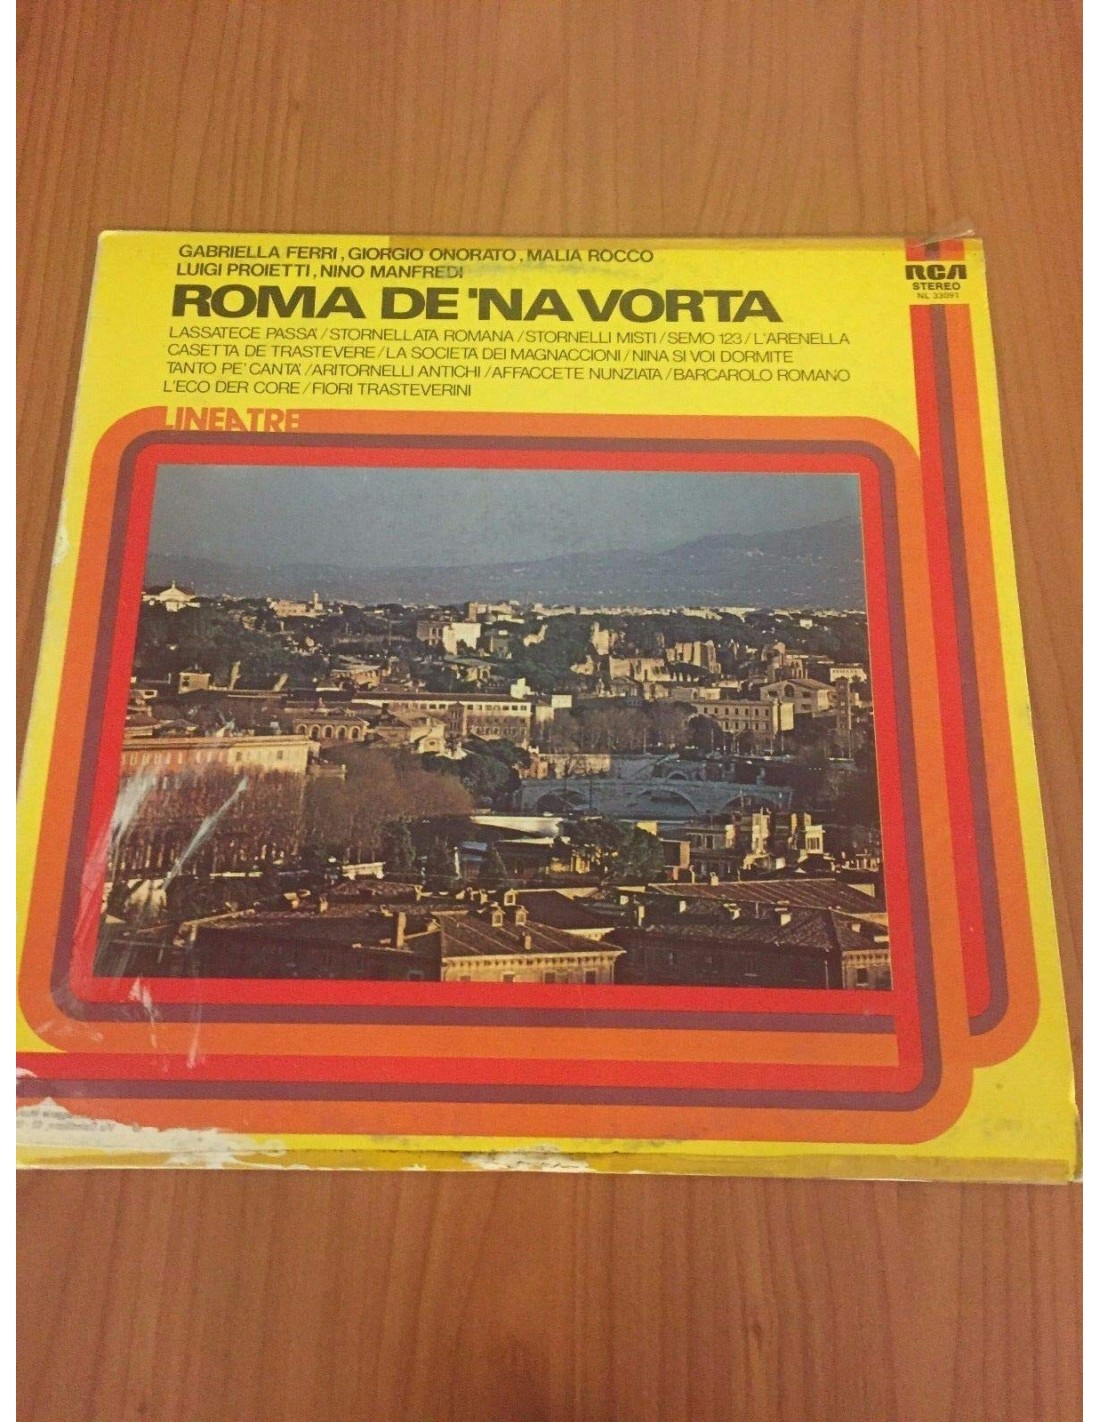 GABRIELLA FERRI, GIORGIO ONORATO, MALIA ROCCO
LUIGI PROIETTI, NINO MANFREDI
ROMA DE 'NA VORTA
LASSATECE PASSA'/STORNELLATA ROMANA/STORNELLI MISTI/SEMO 123/L'ARENELLA
CASETTA DE TRASTEVERE/LA SOCIETA DEI MAGNACCIONI/NINA SI VOI DORMITE
TANTO PE' CANTA'/ARITORNELLI ANTICHI/AFFACCETE NUNZIATA/BARCAROLO ROMANO
L'ECO DER CORE/FIORI TRASTEVERINI
LINEATRE
RCA
STEREO
NL 33091